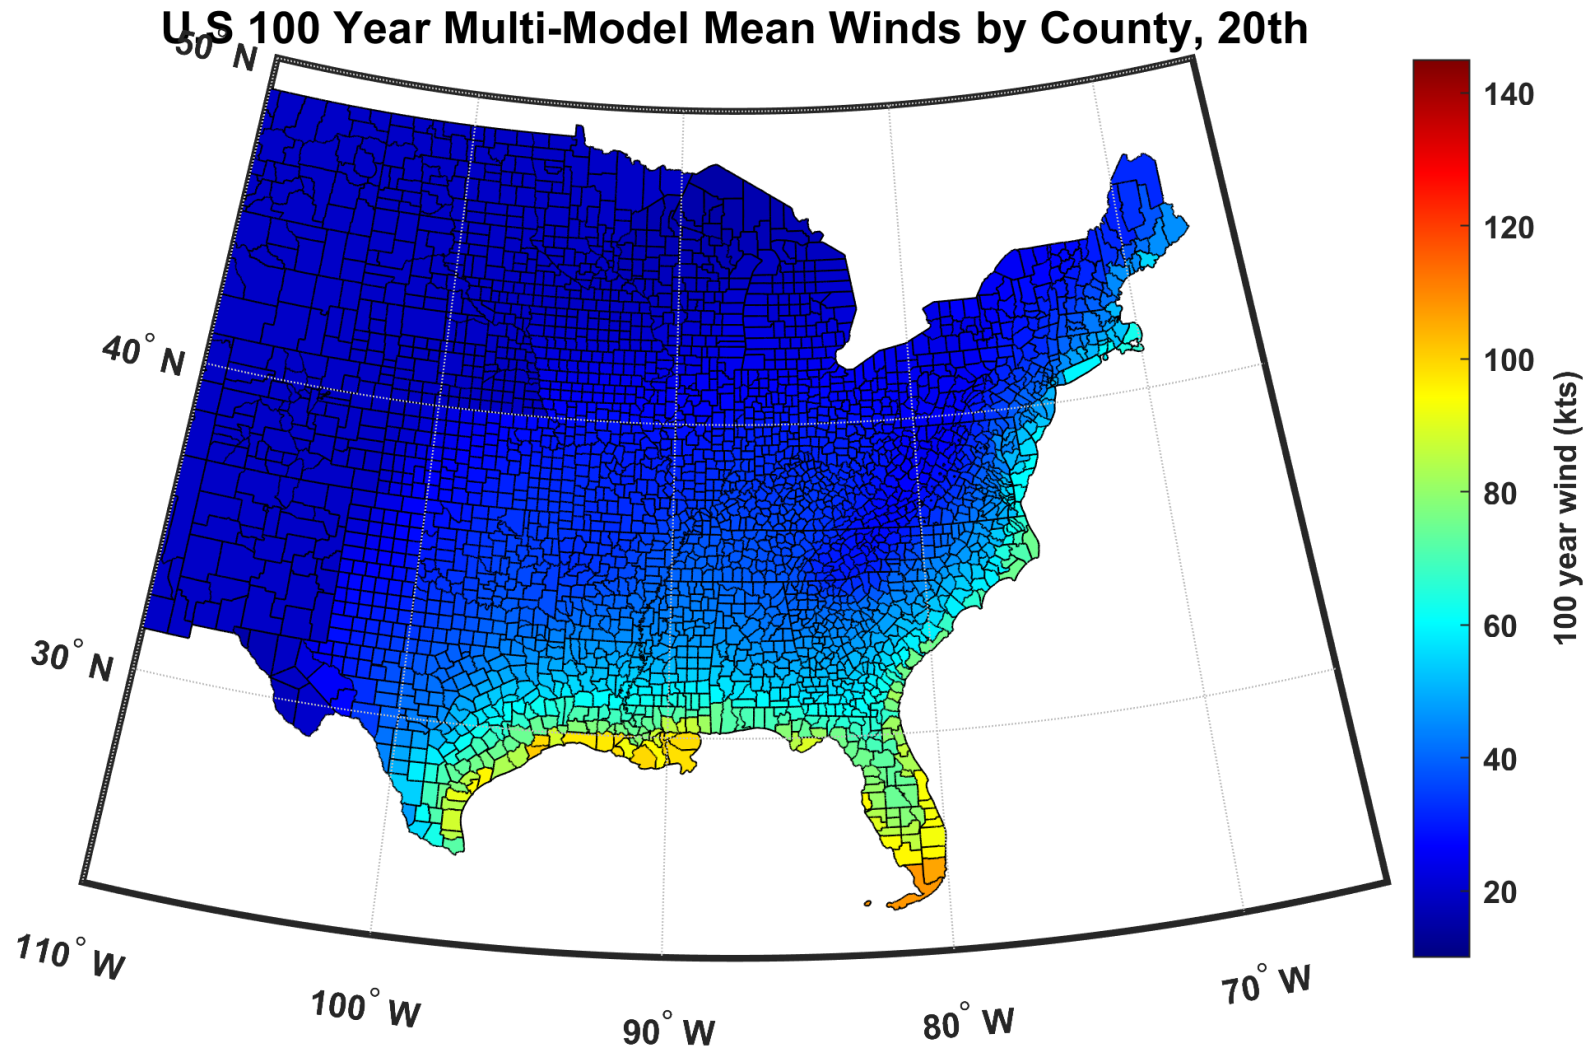 U.S 100 Year Multi-Model Mean Winds by County, 20th
50° N
40° N
30° N
110° W
100° W
90° W
80° W
70° W
140
120
100
80
60
40
20
100 year wind (kts)